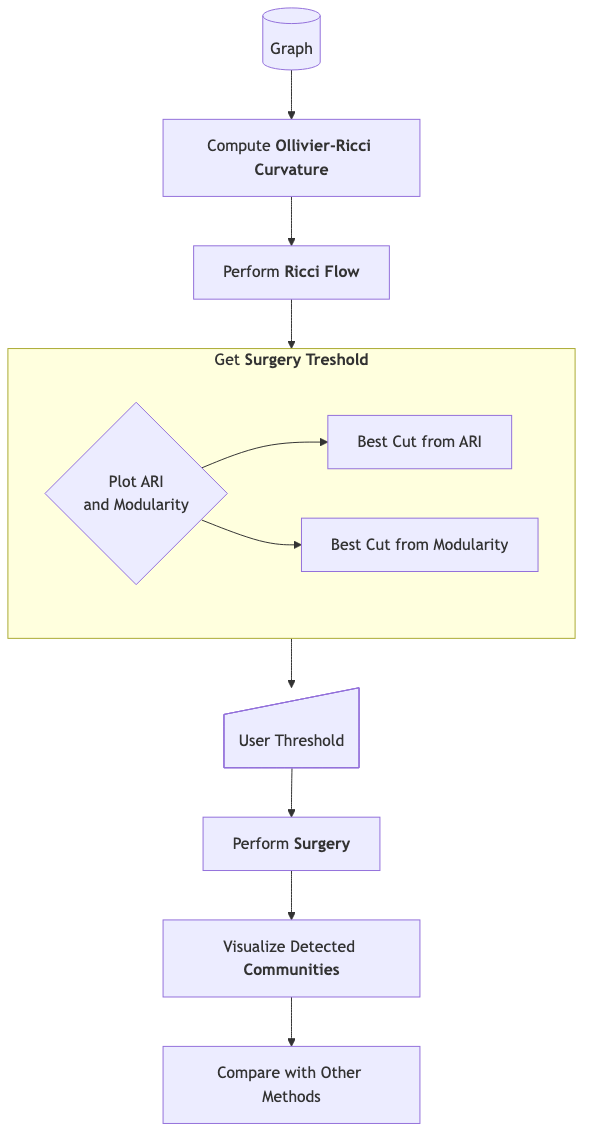 Graph
Compute Ollivier-Ricci
Curvature
Perform Ricci Flow
Get Surgery Treshold
Plot ARI
and Modularity
Best Cut from ARI
Best Cut from Modularity
User Threshold
Perform Surgery
Visualize Detected
Communities
Compare with Other
Methods